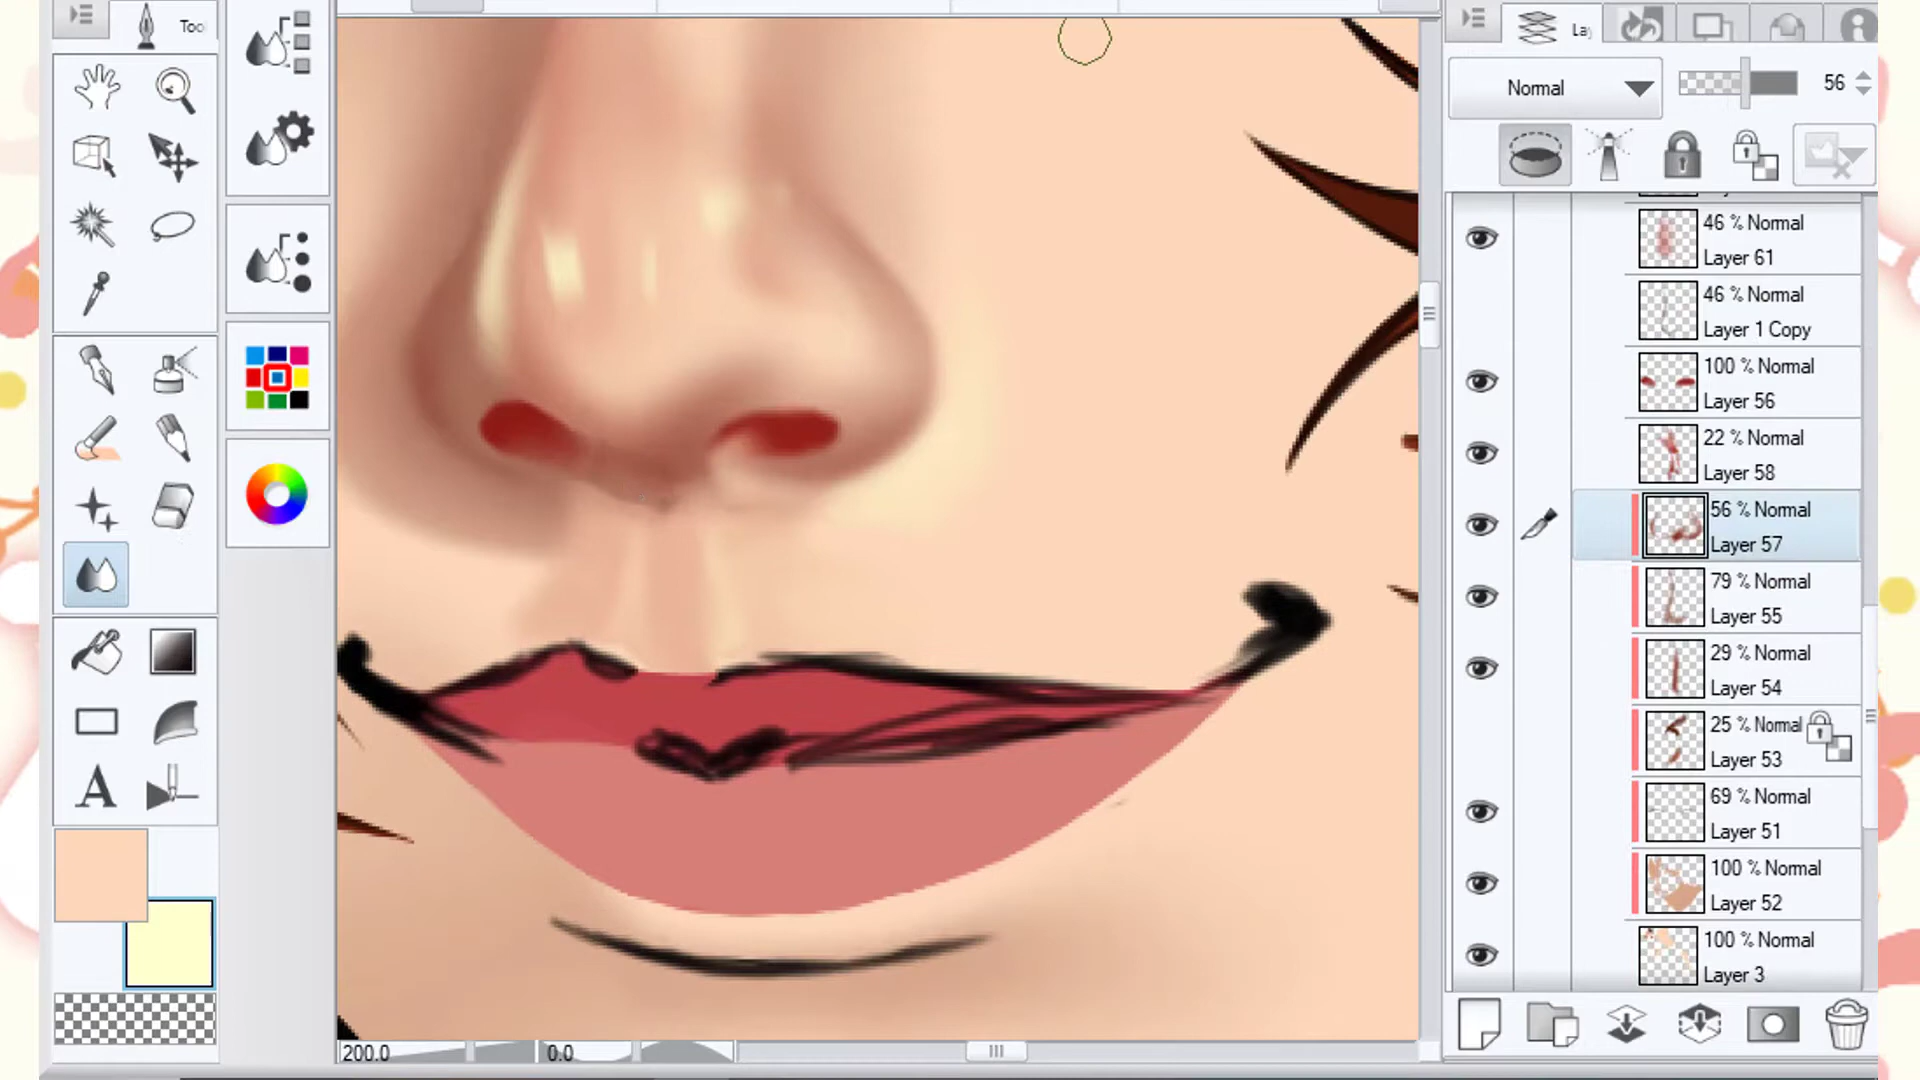 Too
La
Normal
56
46 % Normal
Layer 61
46 % Normal
Layer 1 Copy
100 % Normal
Layer 56
22 % Normal
Layer 58
56 % Normal
Layer 57
79 % Normal
Layer 55
29 % Normal
Layer 54
25 % Normal
Layer 53
69 % Normal
Layer 51
100 % Normal
Layer 52
100 % Normal
Layer 3
200.0
0.0